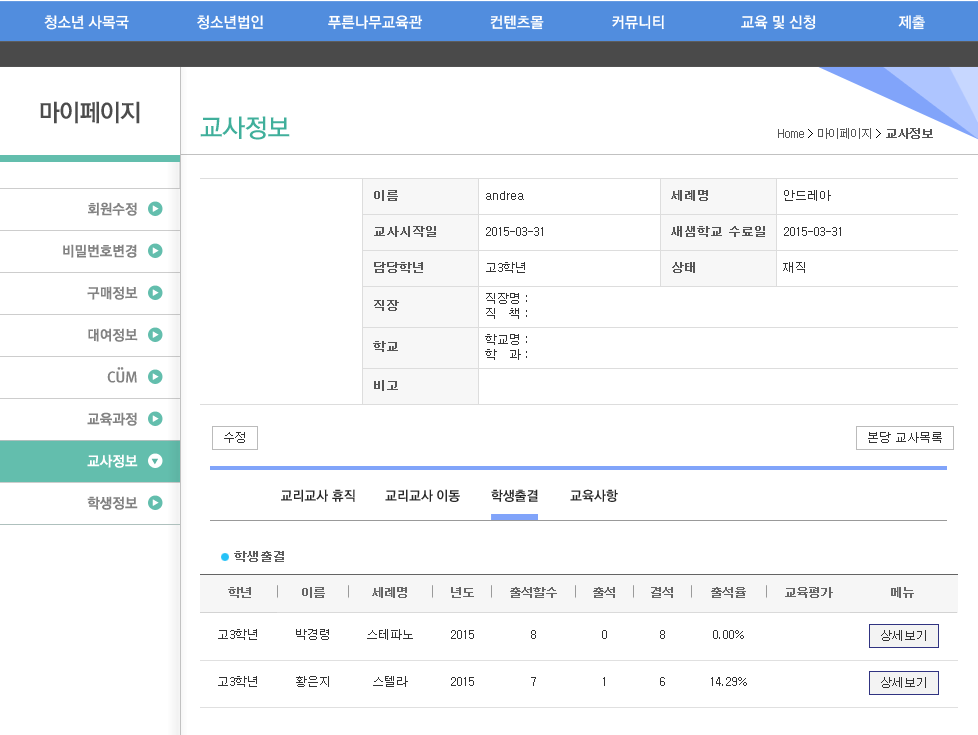 청소년 사목국 청소년법인 푸른나무교육관 컨텐츠몰 커뮤니티 교육 및 신청 제출
마이페이지
교사정보
Home > 마이페이지 > 교사정보
회원수정
비밀번호변경
구매정보
대여정보
CÜM
교육과정
교사정보
학생정보
이름 andrea 세례명 안드레아
교사시작일 2015-03-31 새샘학교 수료일 2015-03-31
담당학년 고3학년 상태 재직
직장 직장명 :
직 책 :
학교 학교명 :
학 과 :
비고
수정 본당 교사목록
교리교사 휴직 교리교사 이동 학생출결 교육사항
학생출결
학년 이름 세례명 년도 출석할수 출석 결석 출석율 교육평가 메뉴
고3학년 박경령 스테파노 2015 8 0 8 0.00% 상세보기
고3학년 황은지 스텔라 2015 7 1 6 14.29% 상세보기